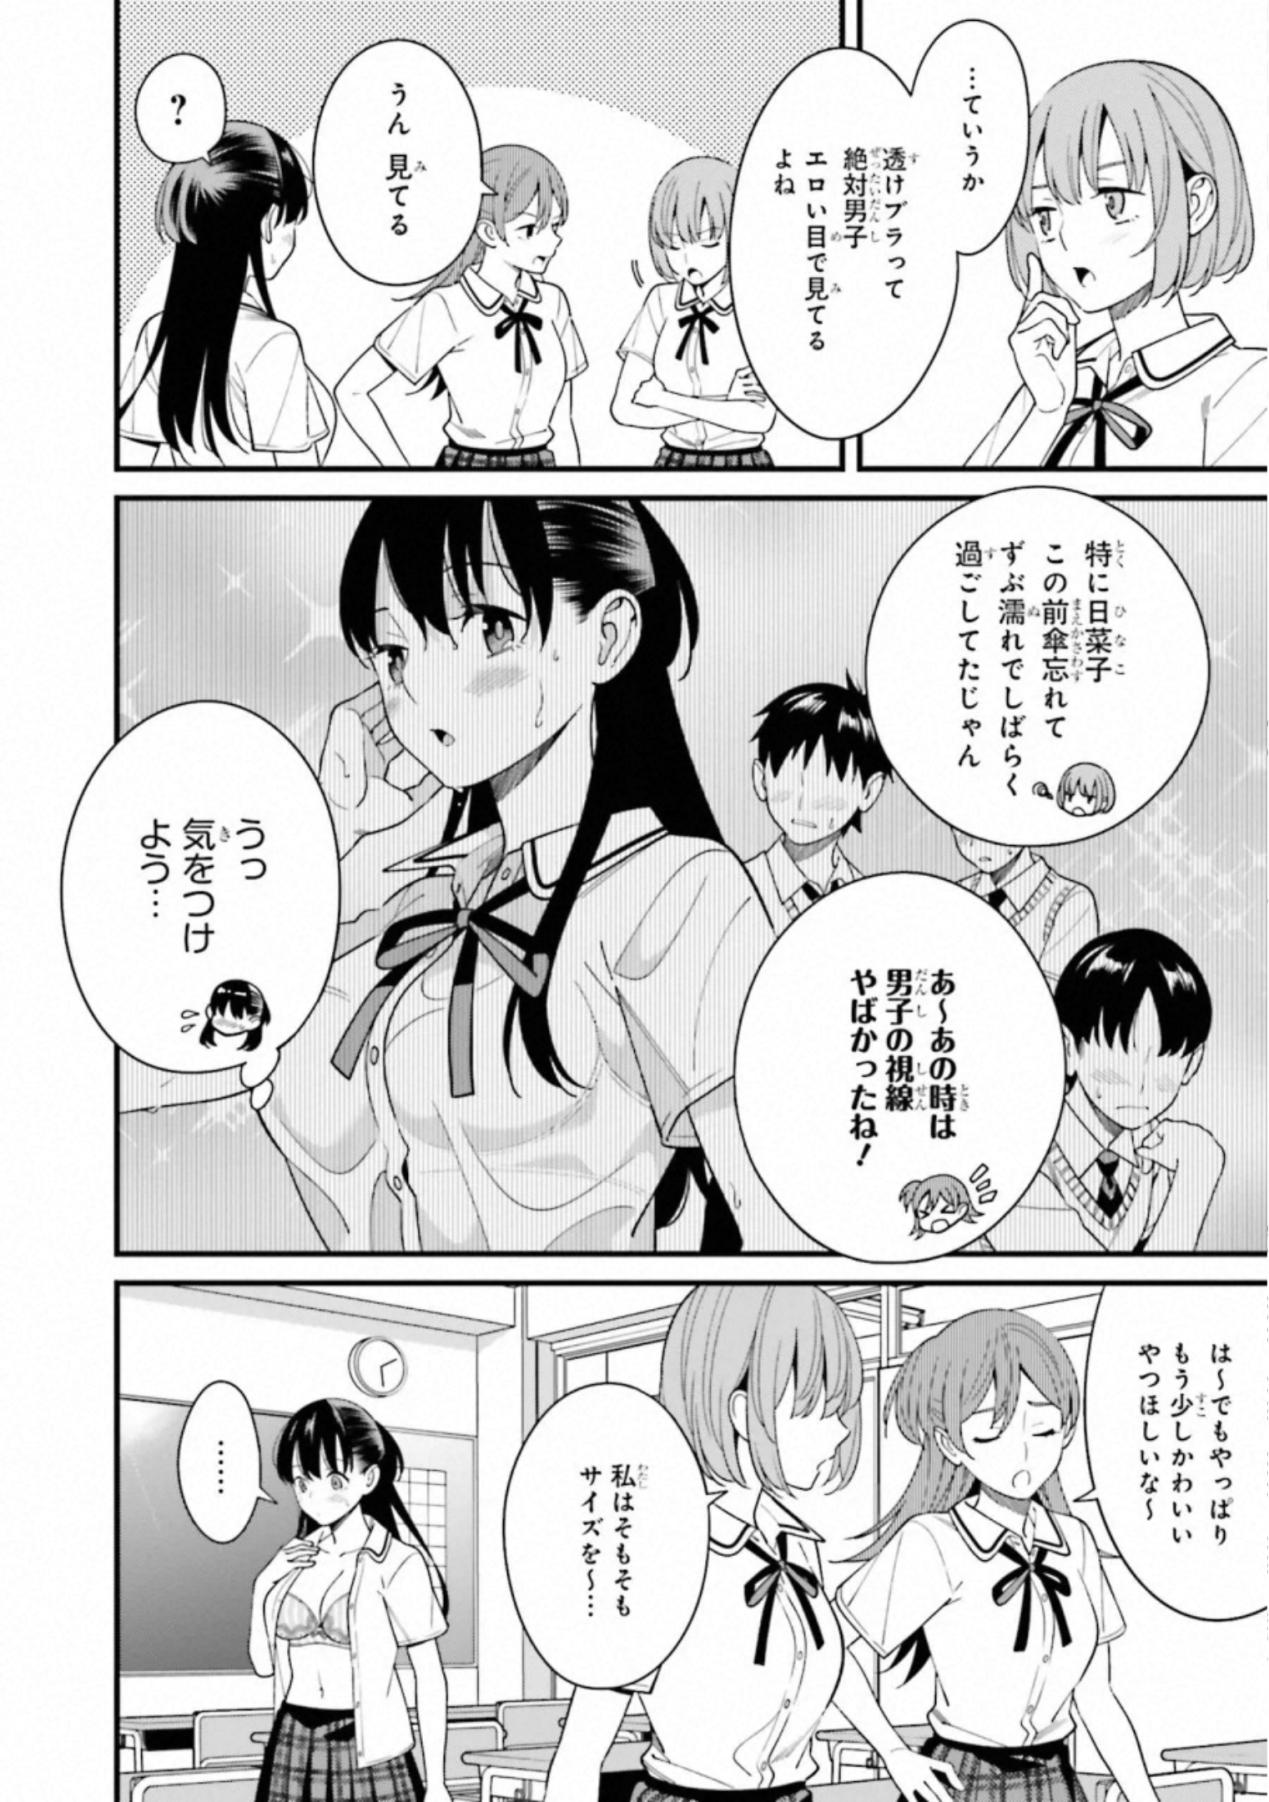 …ていうか
透けブラって
絶対男子
エロい目で見てる
よね
うん 見てる
？
特に日菜子
この前傘忘れて
ずぶ濡れでしばらく
過ごしてたじゃん
あ〜あの時は
男子の視線
やばかったね！
うっ
気をつけ
よう…
は〜でもやっぱり
もう少しかわいい
やつほしいな〜
私はそもそも
サイズを〜…
……